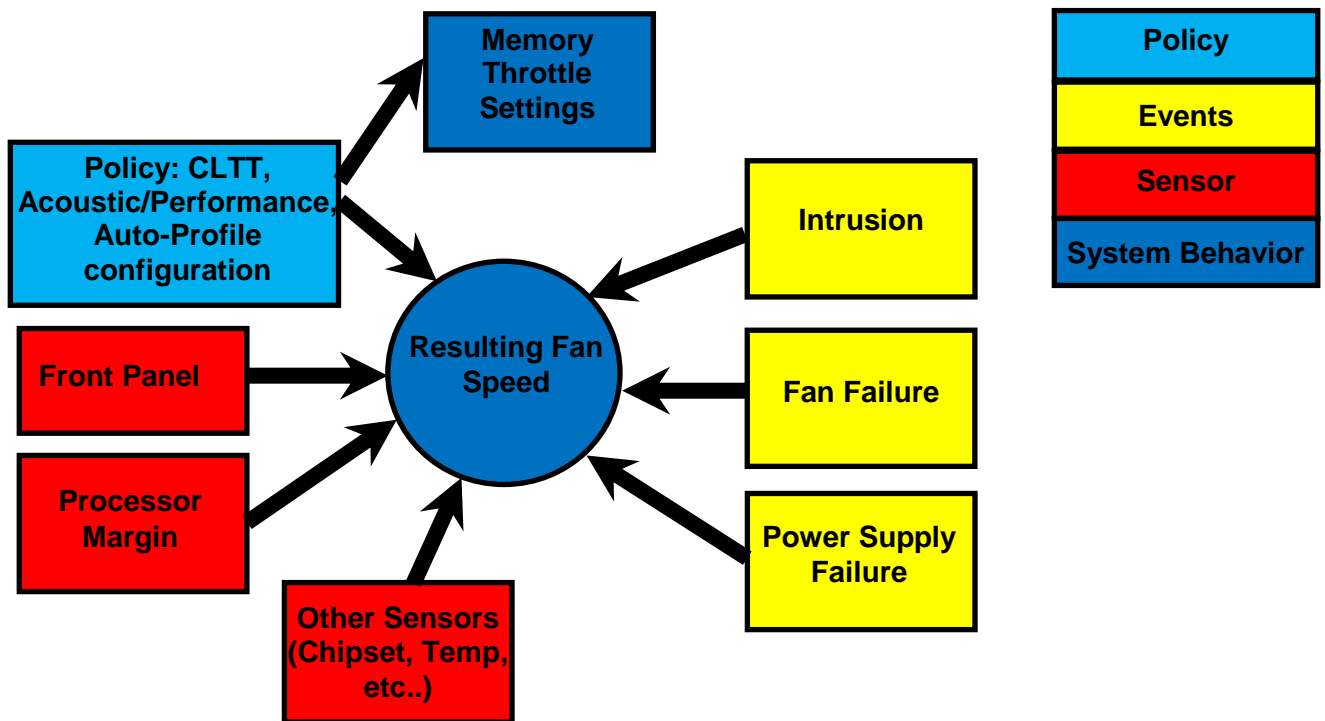 Memory
Throttle
Settings
Policy: CLTT,
Acoustic/Performance,
Auto-Profile
configuration
Front Panel
Processor
Margin
Other Sensors
(Chipset, Temp,
etc..)
Resulting Fan
Speed
Intrusion
Fan Failure
Power Supply
Failure
Policy
Events
Sensor
System Behavior